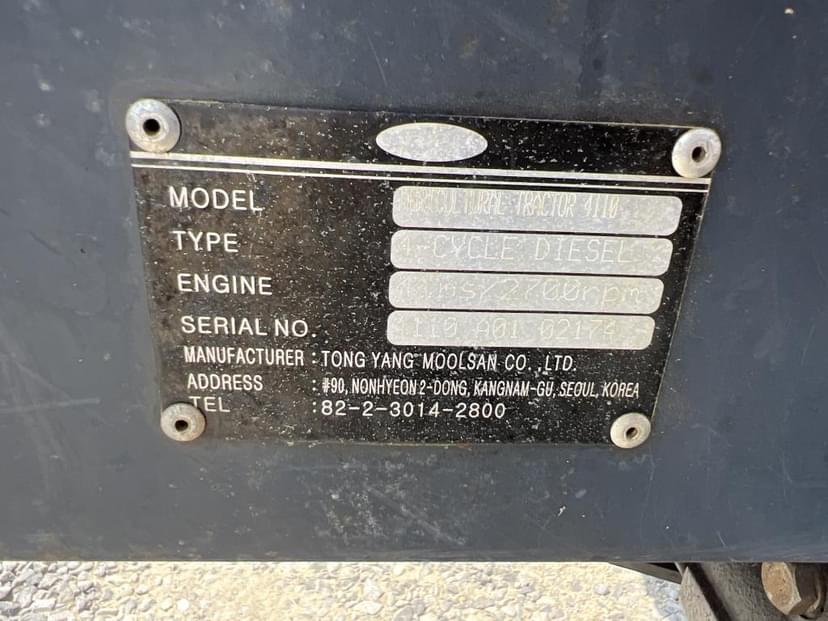 MODEL AGRICULTURAL TRACTOR 4110
TYPE 4-CYCLE DIESEL
ENGINE /2700rpm
SERIAL NO. A01 02174
MANUFACTURER : TONG YANG MOOLSAN CO.,LTD.
ADDRESS : #90, NONHYEON 2-DONG, KANGNAM-GU, SEOUL, KOREA
TEL : 82-2-3014-2800